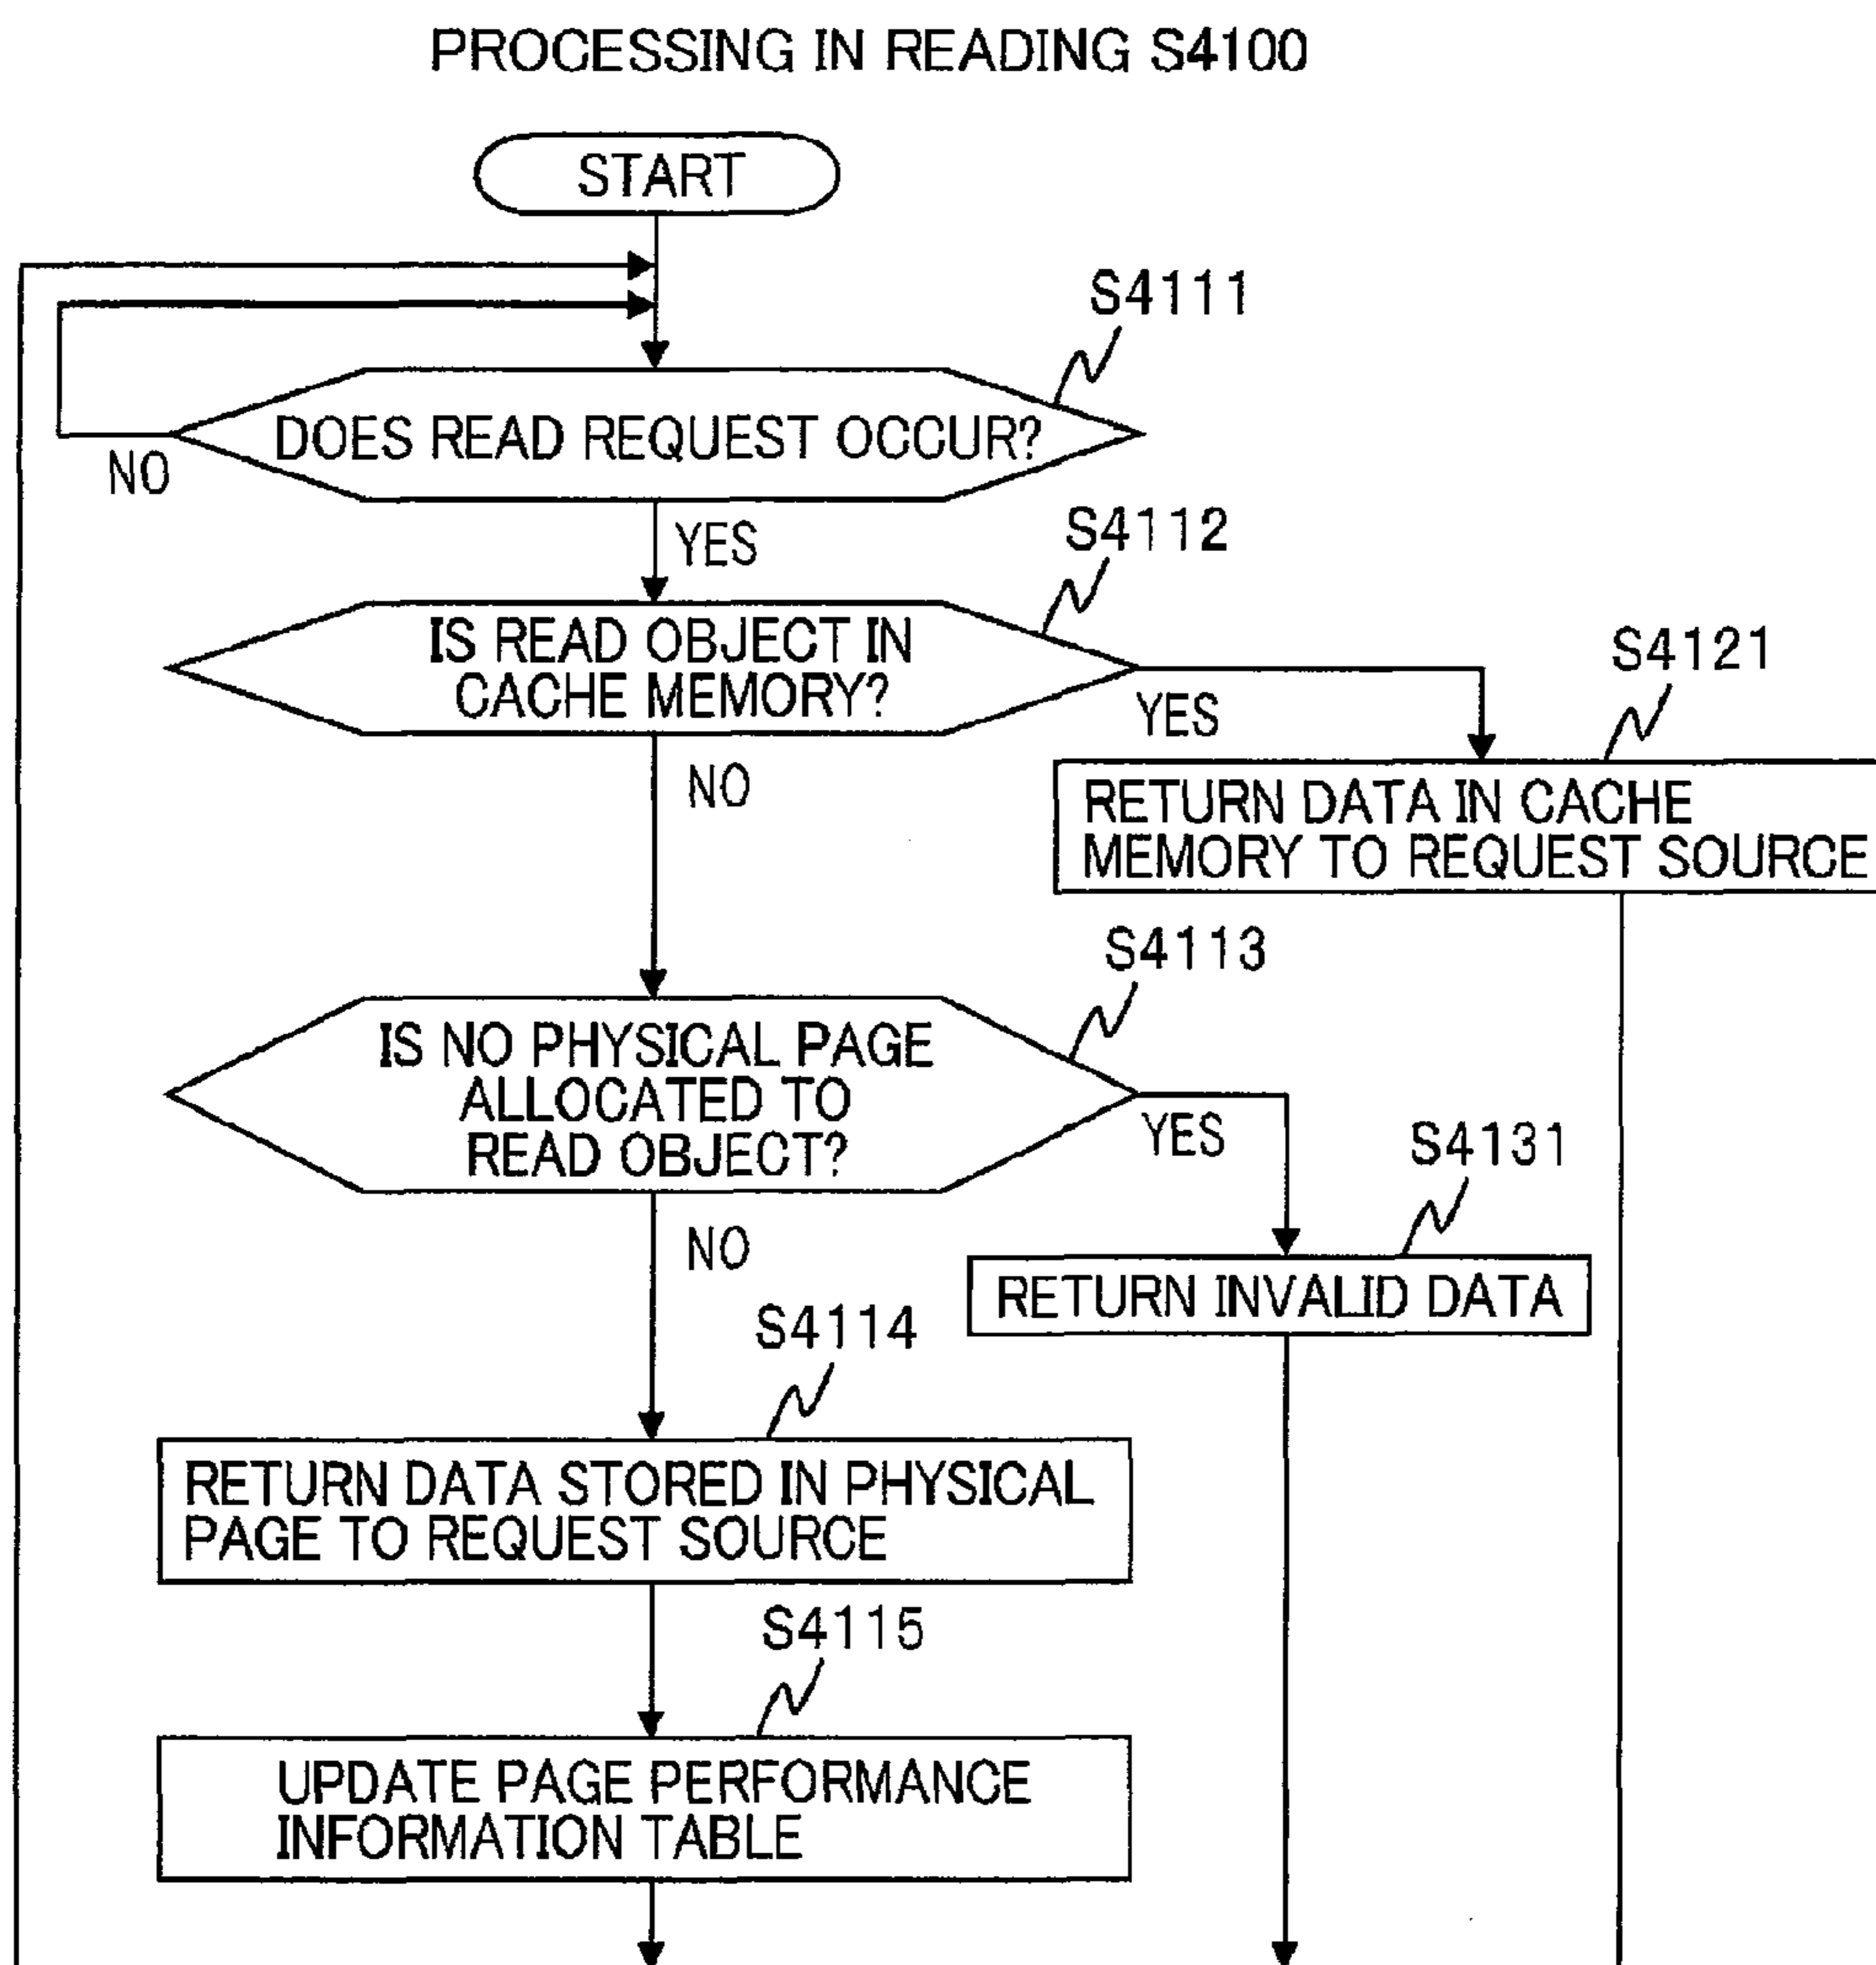 PROCESSING IN READING S4100
START
S4111
DOES READ REQUEST OCCUR?
NO
YES
S4112
IS READ OBJECT IN
CACHE MEMORY?
YES
S4121
NO
RETURN DATA IN CACHE
MEMORY TO REQUEST SOURCE
S4113
IS NO PHYSICAL PAGE
ALLOCATED TO
READ OBJECT?
YES
S4131
NO
RETURN INVALID DATA
S4114
RETURN DATA STORED IN PHYSICAL
PAGE TO REQUEST SOURCE
S4115
UPDATE PAGE PERFORMANCE
INFORMATION TABLE